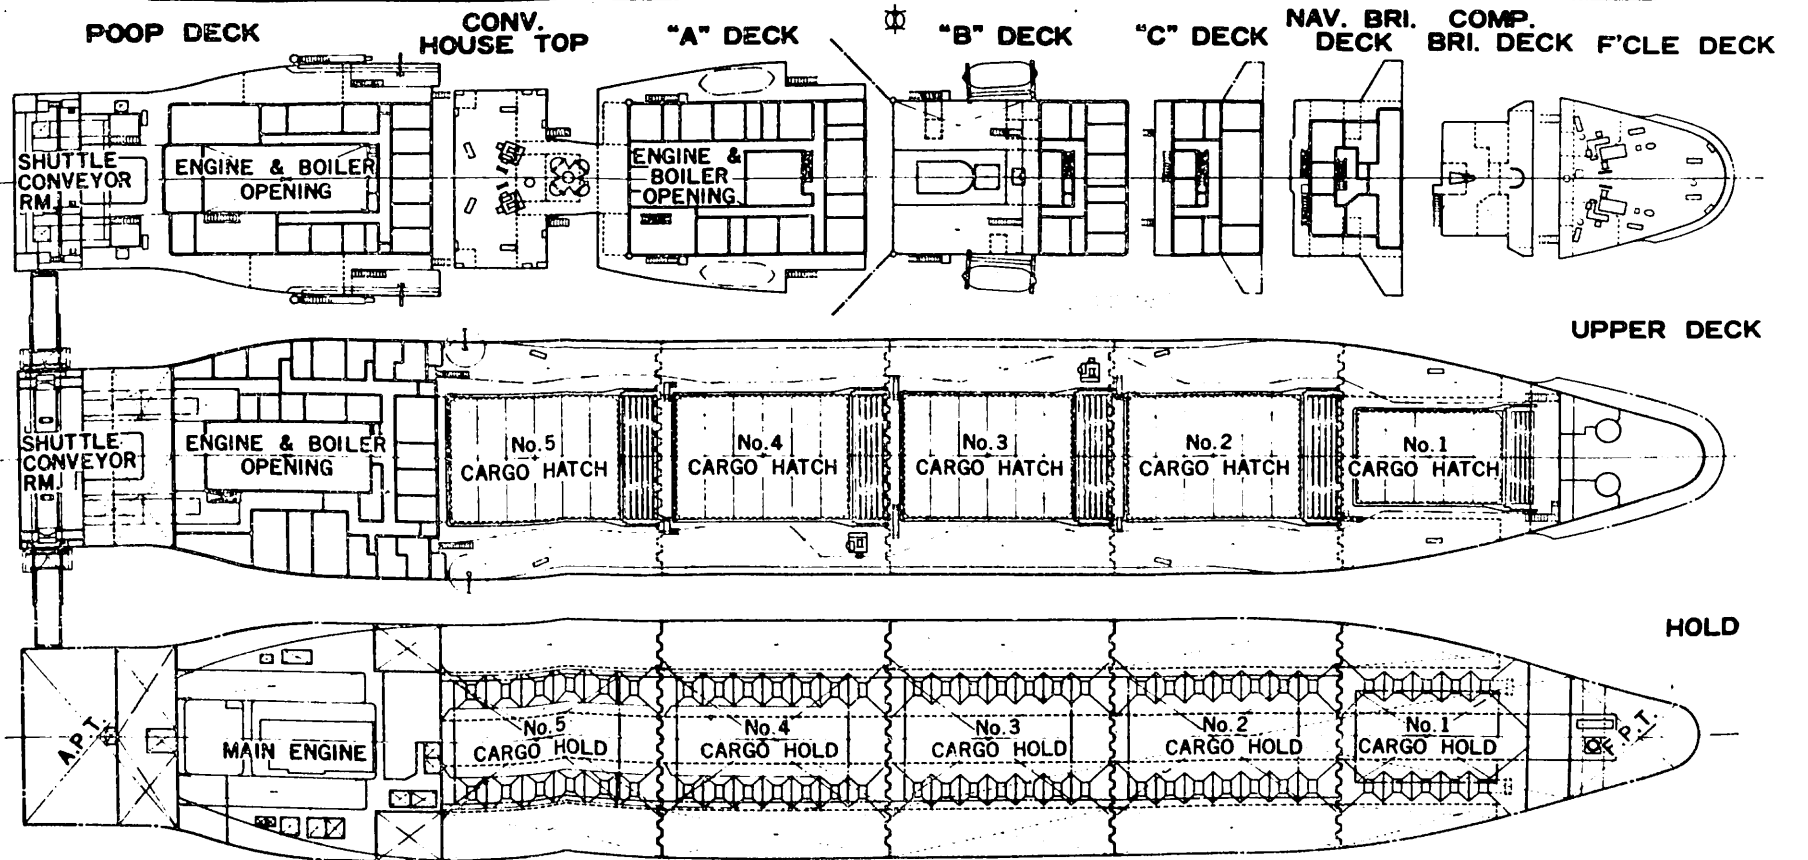 POOP DECK
CONV.
HOUSE TOP
"A" DECK
"B" DECK
"C" DECK
NAV. BRI.
DECK
COMP.
BRI. DECK
F'CLE DECK
SHUTTLE
CONVEYOR
RM.
ENGINE & BOILER
OPENING
ENGINE &
BOILER
OPENING
UPPER DECK
SHUTTLE
CONVEYOR
RM.
ENGINE & BOILER
OPENING
No.5
CARGO HATCH
No.4
CARGO HATCH
No.3
CARGO HATCH
No.2
CARGO HATCH
No.1
CARGO HATCH
HOLD
A.P.T.
MAIN ENGINE
No.5
CARGO HOLD
No.4
CARGO HOLD
No.3
CARGO HOLD
No.2
CARGO HOLD
No.1
CARGO HOLD
F.P.T.